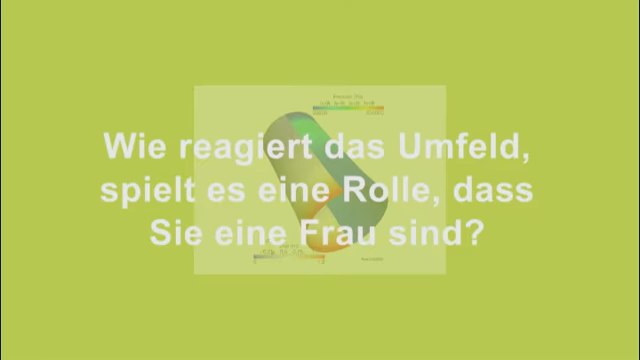 Wie reagiert das Umfeld,
spielt es eine Rolle, dass
Sie eine Frau sind?